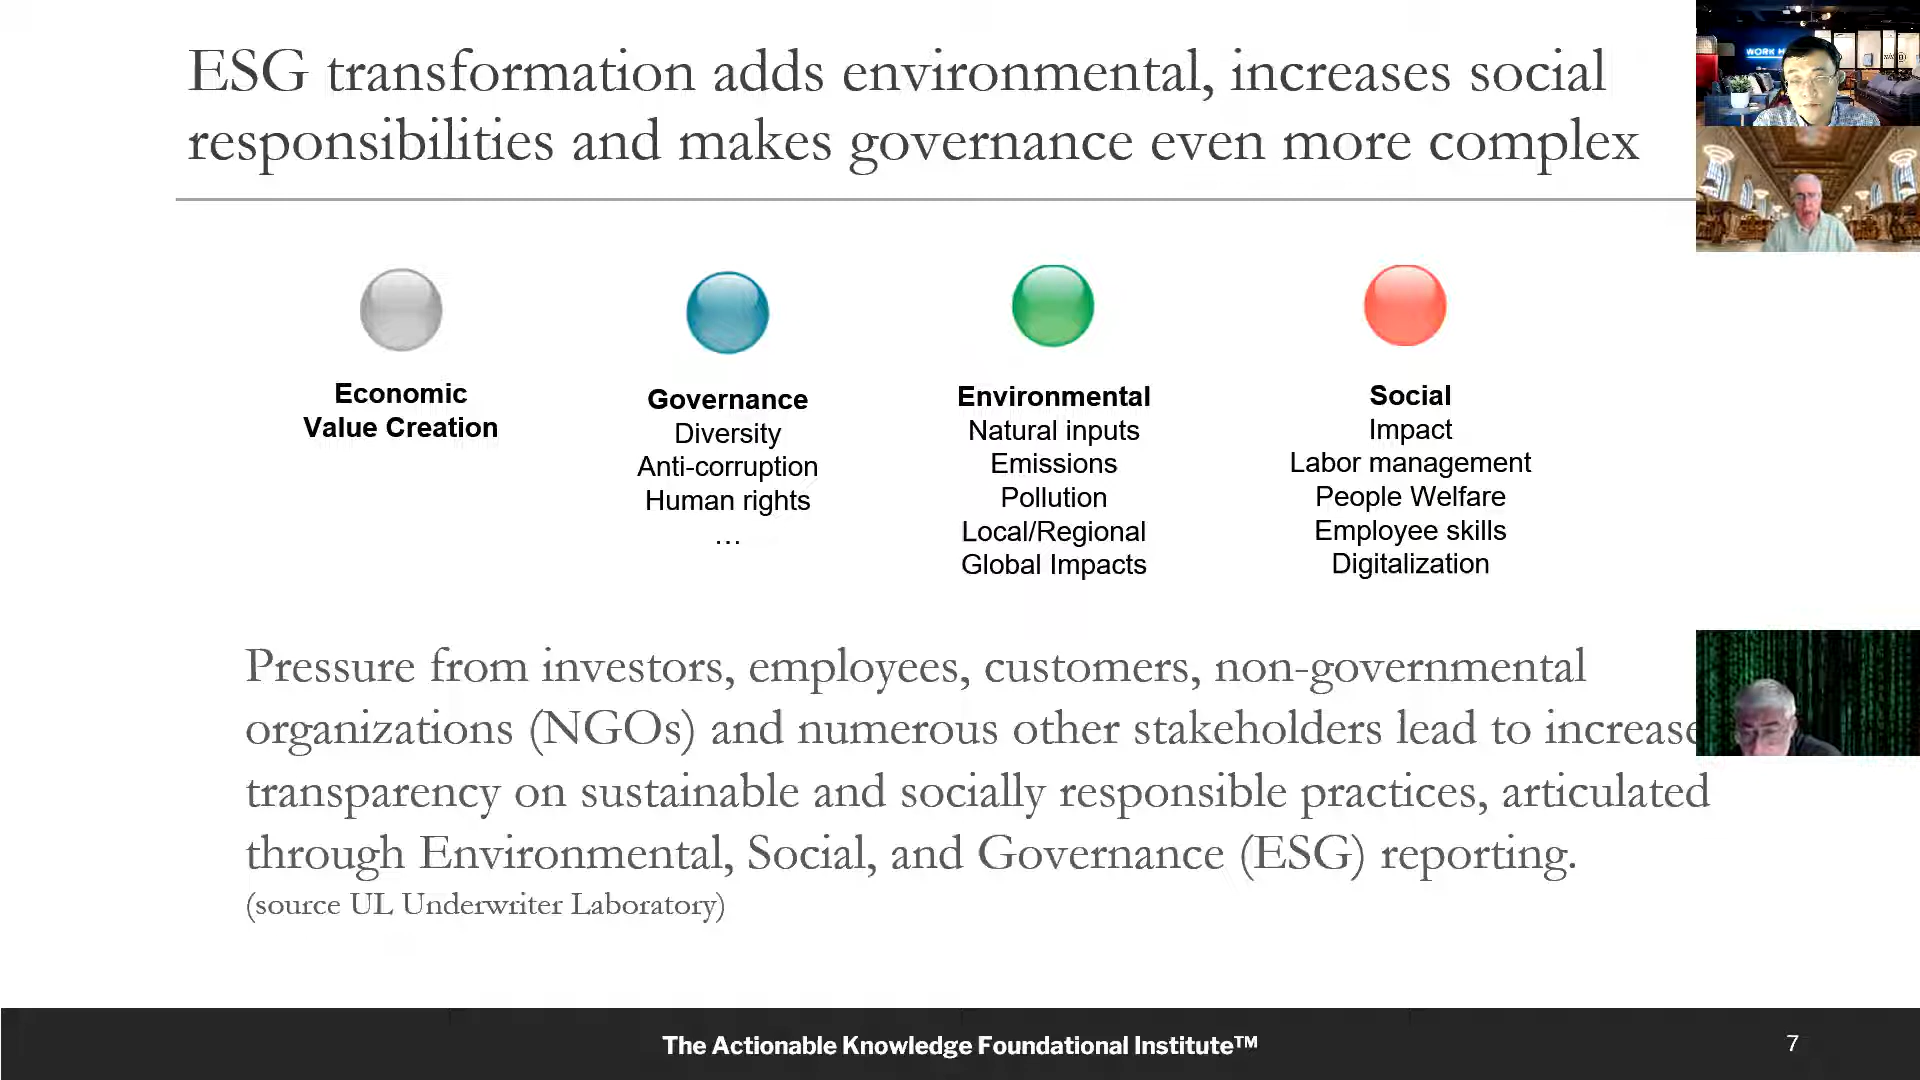 ESG transformation adds environmental, increases social
responsibilities and makes governance even more complex
WORK H
Economic
Value Creation
Governance
Diversity
Anti-corruption
Human rights
...
Environmental
Natural inputs
Emissions
Pollution
Local/Regional
Global Impacts
Social
Impact
Labor management
People Welfare
Employee skills
Digitalization
Pressure from investors, employees, customers, non-governmental
organizations (NGOs) and numerous other stakeholders lead to increase
transparency on sustainable and socially responsible practices, articulated
through Environmental, Social, and Governance (ESG) reporting.
(source UL Underwriter Laboratory)
The Actionable Knowledge Foundational Institute™
7